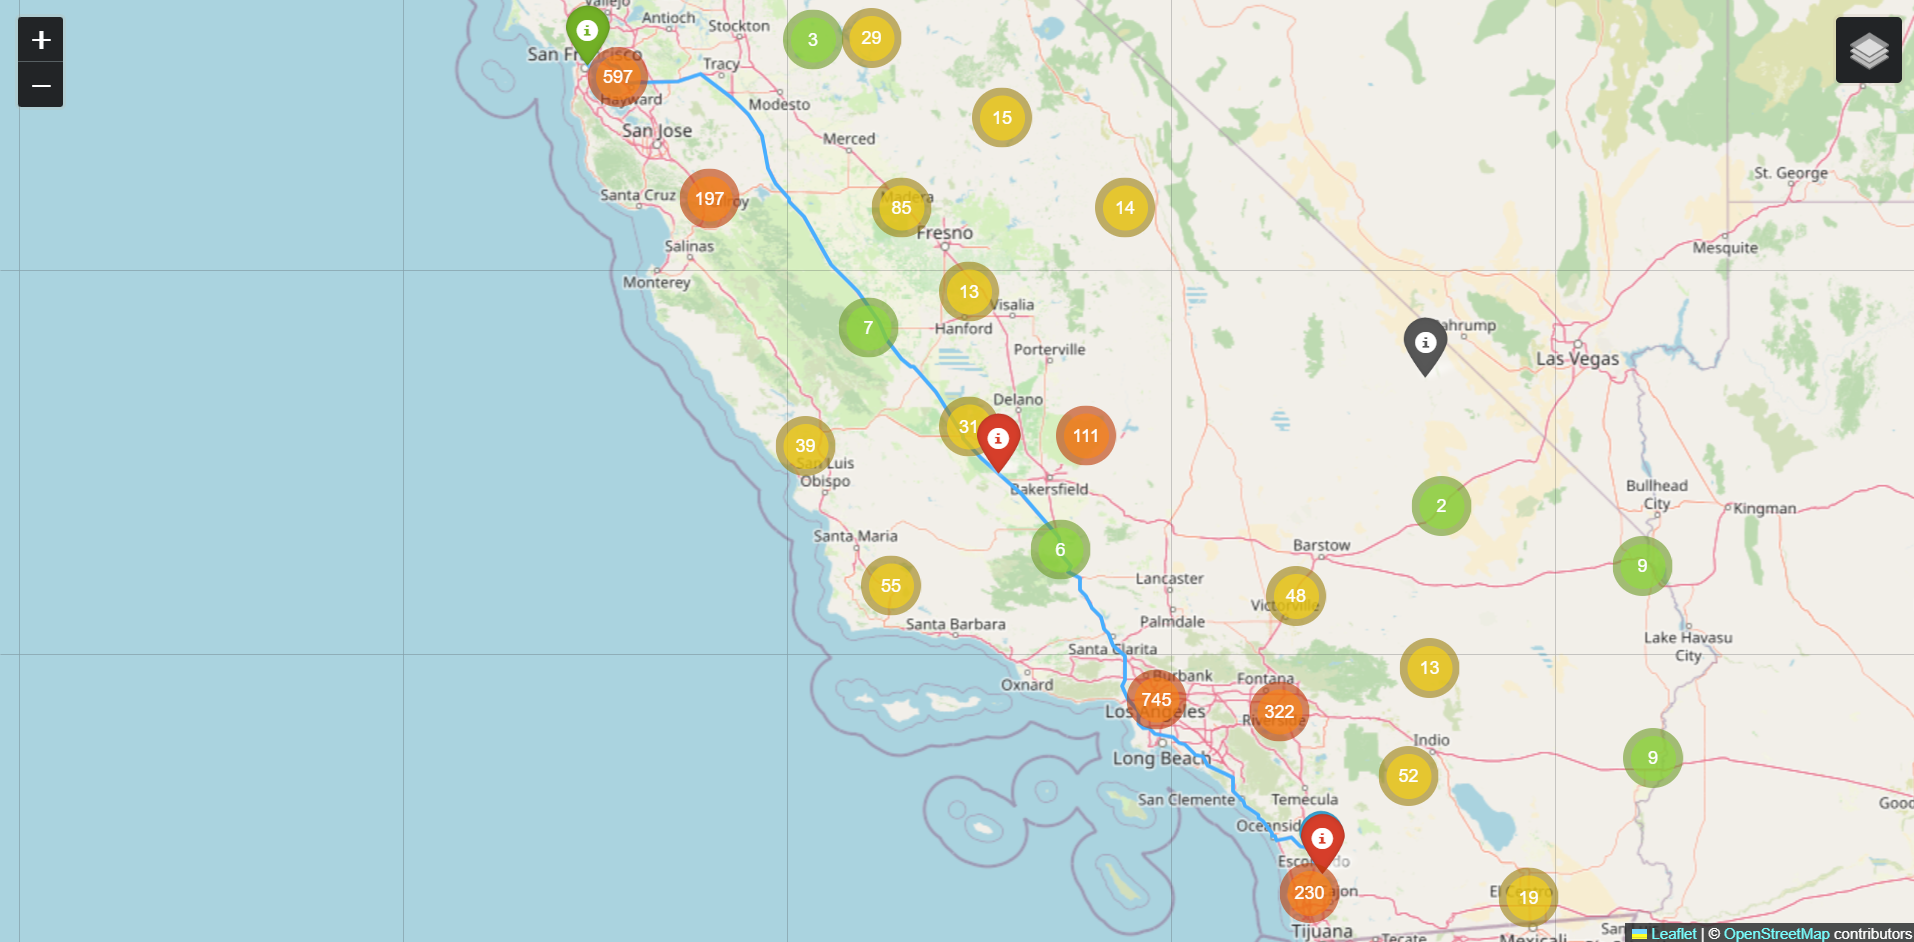 +
−
Vallejo
Antioch
Stockton
3
29
San Francisco
597
Tracy
Hayward
Modesto
15
San Jose
Merced
St. George
Santa Cruz
197
85
14
Fresno
Salinas
Mesquite
Monterey
13
Visalia
7
Hanford
Porterville
Las Vegas
Delano
31
111
39
San Luis
Obispo
Bakersfield
Bullhead
City
2
Kingman
Santa Maria
Barstow
6
9
55
Lancaster
48
Victorville
Santa Barbara
Palmdale
Lake Havasu
City
Santa Clarita
13
Oxnard
Burbank
Fontana
745
322
Los Angeles
Riverside
Indio
Long Beach
52
9
San Clemente
Temecula
Good
Oceansid
Escondido
230
ajon
El Centro
19
Tijuana
Tecate
Mexicali
San
Leaflet | © OpenStreetMap contributors